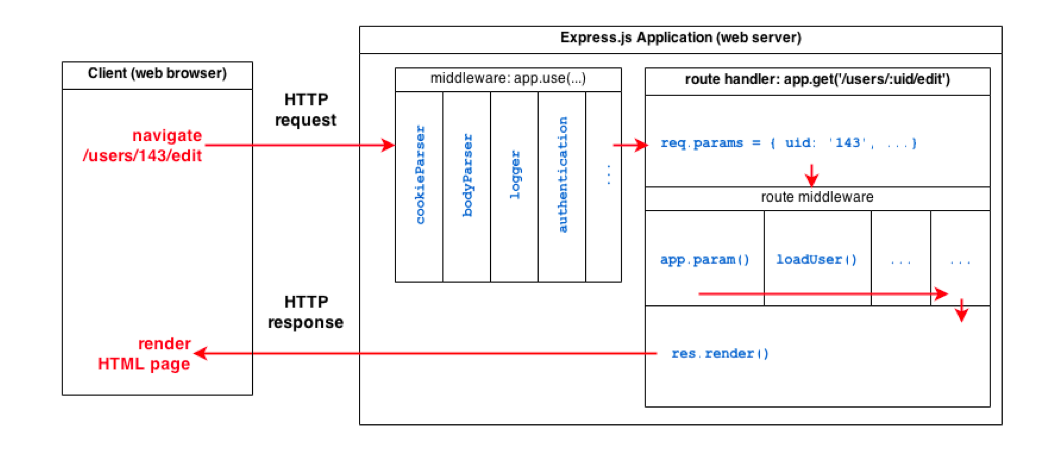 Express.js Application (web server)
Client (web browser)
middleware: app.use(...)
route handler: app.get('/users/:uid/edit')
HTTP
request
navigate
/users/143/edit
cookieParser
bodyParser
logger
authentication
...
req.params = { uid: '143', ...}
route middleware
app.param()
loadUser()
...
...
HTTP
response
render
HTML page
res.render()